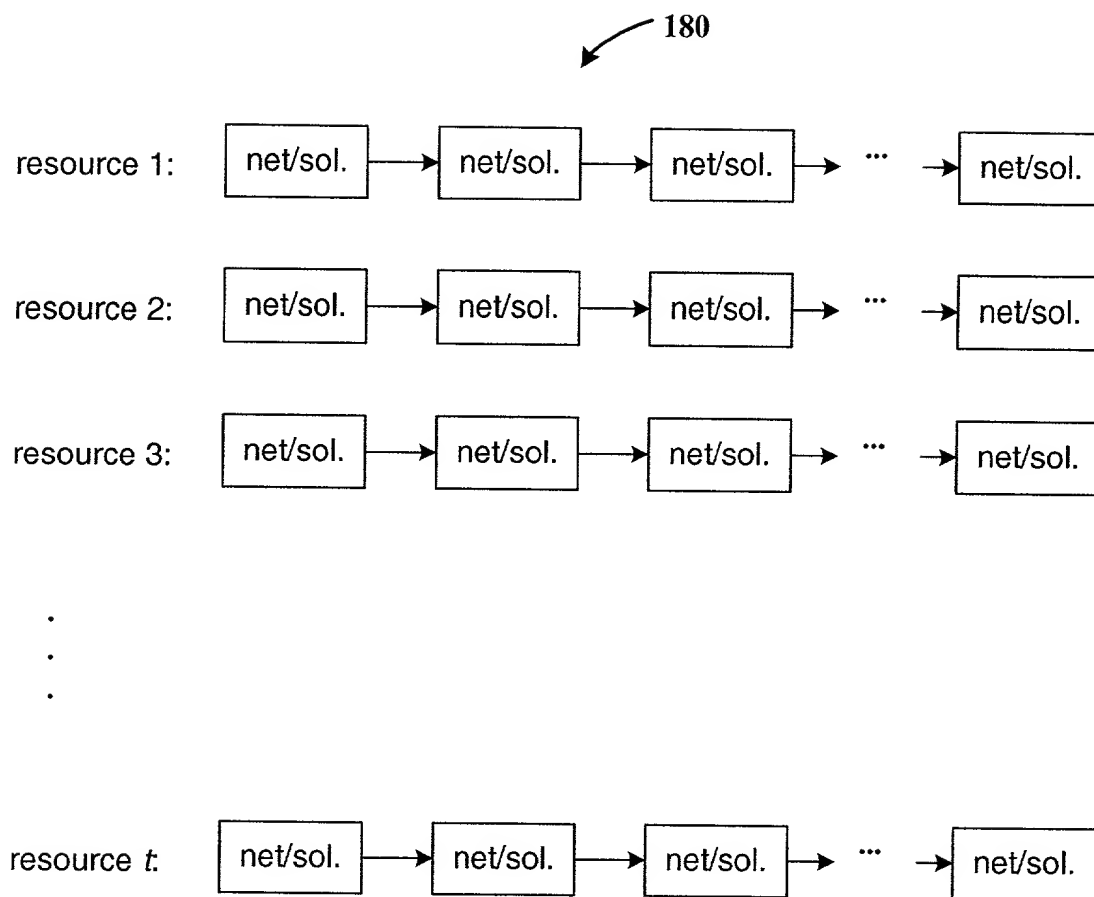 180
resource 1: net/sol. net/sol. net/sol. ... net/sol.
resource 2: net/sol. net/sol. net/sol. ... net/sol.
resource 3: net/sol. net/sol. net/sol. ... net/sol.
.
.
.
resource t: net/sol. net/sol. net/sol. ... net/sol.